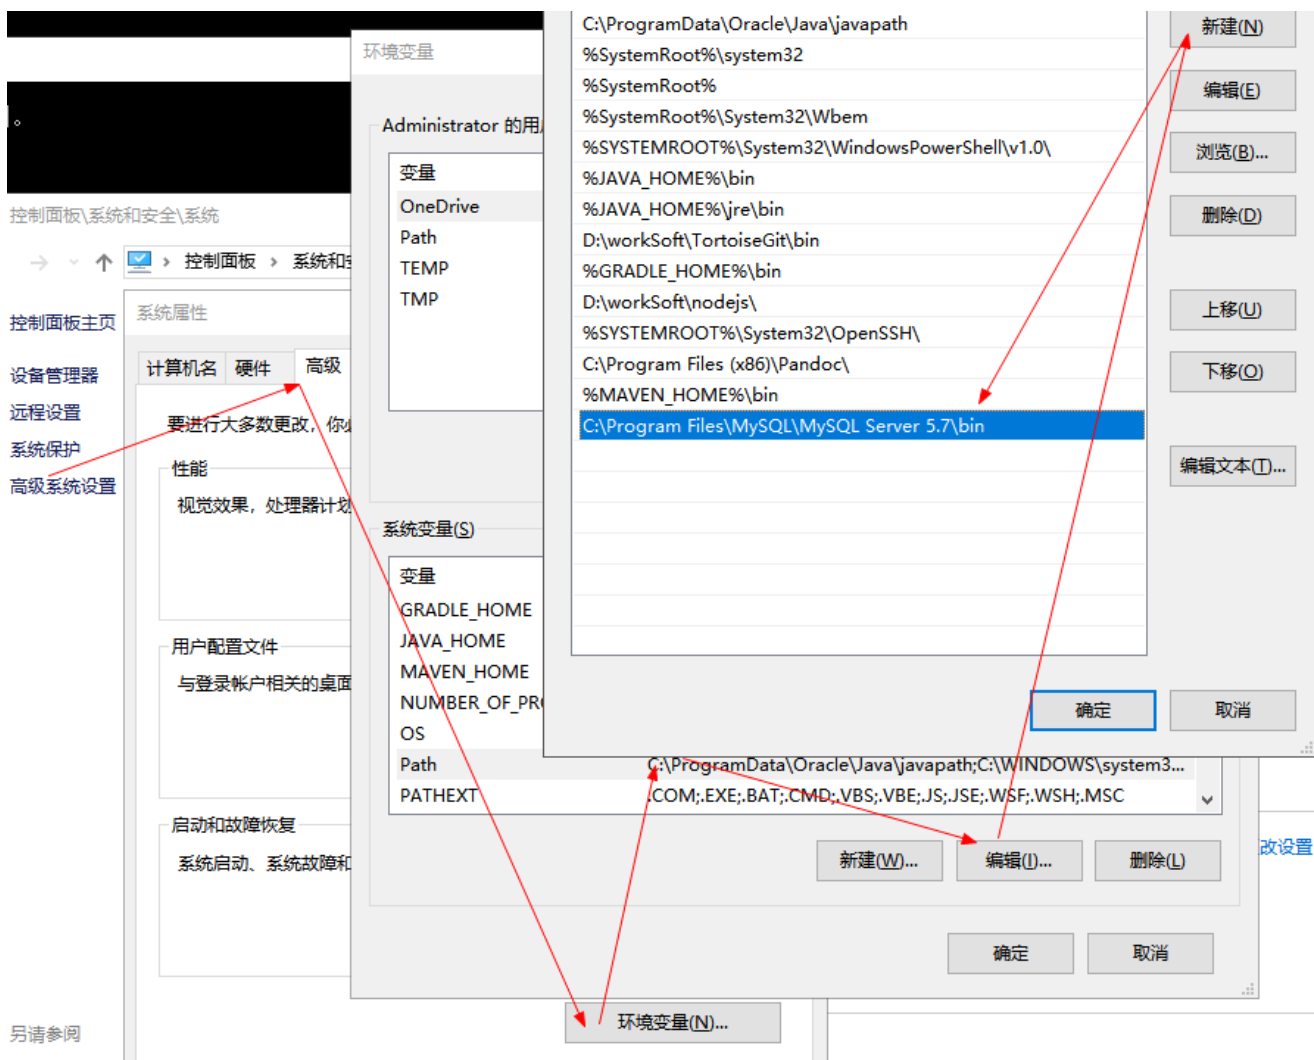 。
控制面板\系统和安全\系统
控制面板 › 系统和
控制面板主页
设备管理器
远程设置
系统保护
高级系统设置
另请参阅
系统属性
计算机名
硬件
高级
要进行大多数更改，你
性能
视觉效果，处理器计划
用户配置文件
与登录帐户相关的桌面
启动和故障恢复
系统启动、系统故障和
环境变量(N)...
环境变量
Administrator 的用
变量
OneDrive
Path
TEMP
TMP
系统变量(S)
变量
GRADLE_HOME
JAVA_HOME
MAVEN_HOME
NUMBER_OF_PR
OS
Path C:\ProgramData\Oracle\Java\javapath;C:\WINDOWS\system3...
PATHEXT .COM;.EXE;.BAT;.CMD;.VBS;.VBE;.JS;.JSE;.WSF;.WSH;.MSC
新建(W)...
编辑(I)...
删除(L)
确定
取消
C:\ProgramData\Oracle\Java\javapath
%SystemRoot%\system32
%SystemRoot%
%SystemRoot%\System32\Wbem
%SYSTEMROOT%\System32\WindowsPowerShell\v1.0\
%JAVA_HOME%\bin
%JAVA_HOME%\jre\bin
D:\workSoft\TortoiseGit\bin
%GRADLE_HOME%\bin
D:\workSoft\nodejs\
%SYSTEMROOT%\System32\OpenSSH\
C:\Program Files (x86)\Pandoc\
%MAVEN_HOME%\bin
C:\Program Files\MySQL\MySQL Server 5.7\bin
新建(N)
编辑(E)
浏览(B)...
删除(D)
上移(U)
下移(O)
编辑文本(T)...
确定
取消
改设置